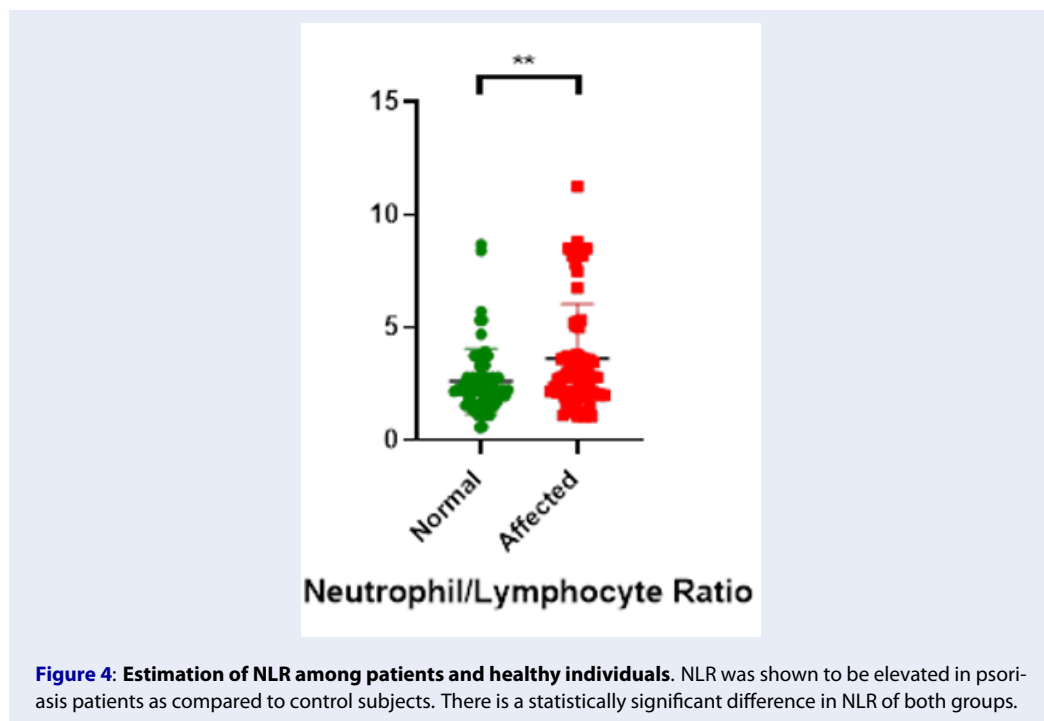 **
15
10
5
0
Normal
Affected
Neutrophil/Lymphocyte Ratio
Figure 4: Estimation of NLR among patients and healthy individuals. NLR was shown to be elevated in psori-
asis patients as compared to control subjects. There is a statistically significant difference in NLR of both groups.